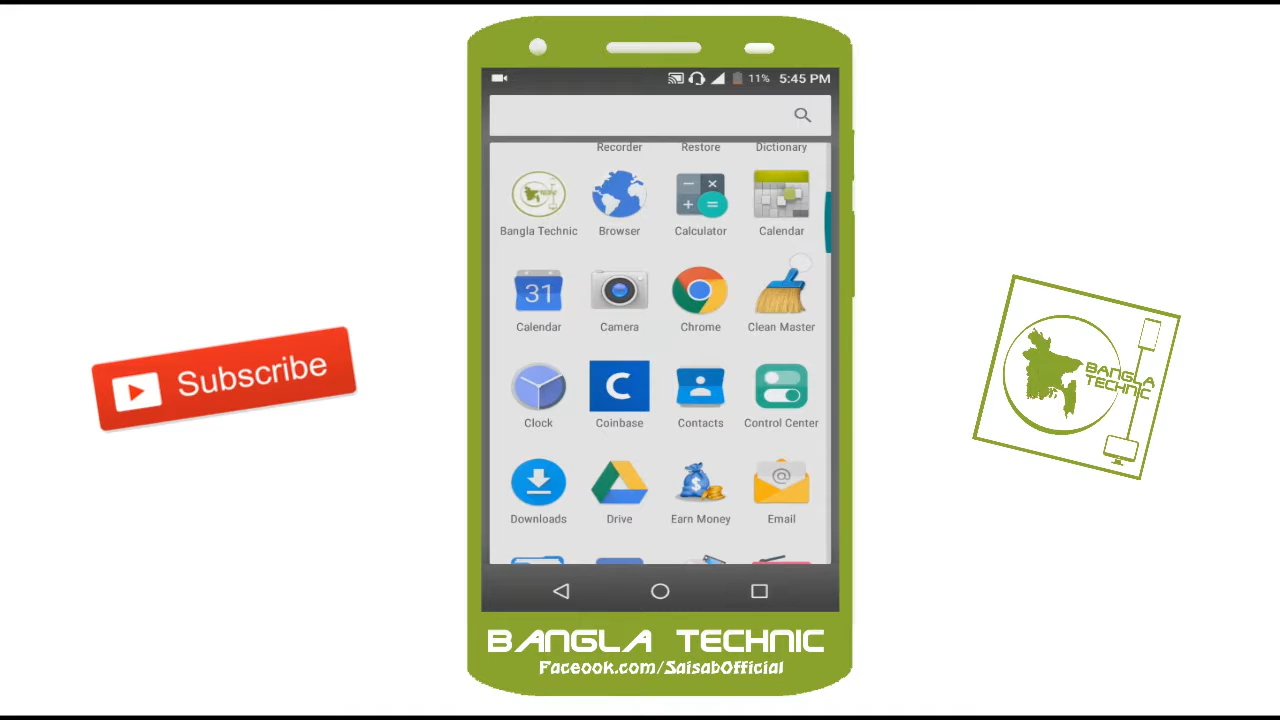 11% 5:45 PM
Recorder Restore Dictionary
Bangla Technic Browser Calculator Calendar
31
Calendar Camera Chrome Clean Master
C
Clock Coinbase Contacts Control Center
Downloads Drive Earn Money Email
BANGLA TECHNIC
Faceook.com/SaisabOfficial
Subscribe
BANGLA
TECHNIC